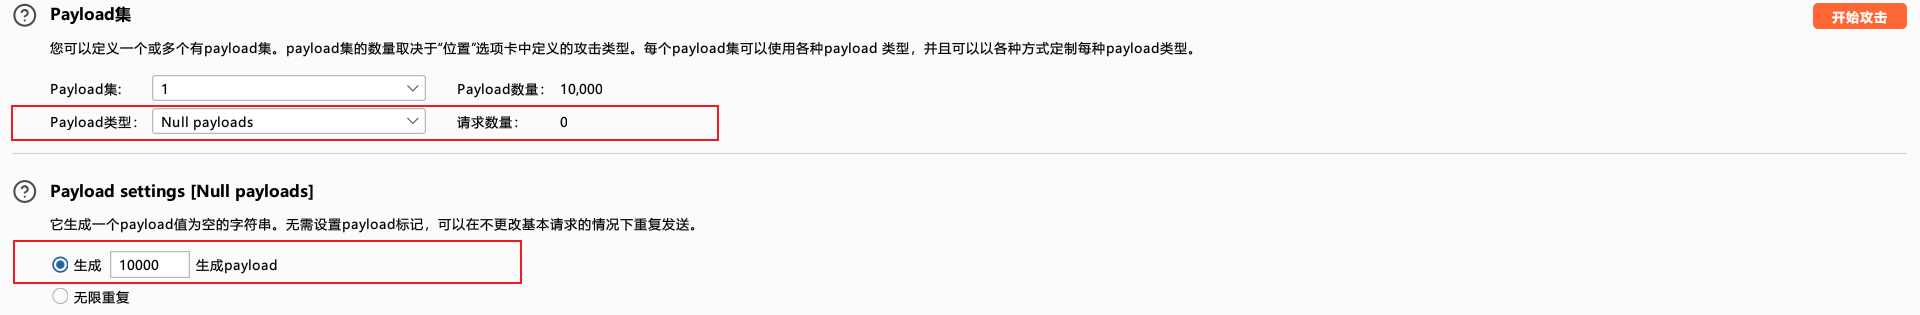 Payload集
开始攻击
您可以定义一个或多个有payload集。payload集的数量取决于“位置”选项卡中定义的攻击类型。每个payload集可以使用各种payload 类型，并且可以以各种方式定制每种payload类型。
Payload集: 1 Payload数量： 10,000
Payload类型： Null payloads 请求数量： 0
Payload settings [Null payloads]
它生成一个payload值为空的字符串。无需设置payload标记，可以在不更改基本请求的情况下重复发送。
生成 10000 生成payload
无限重复